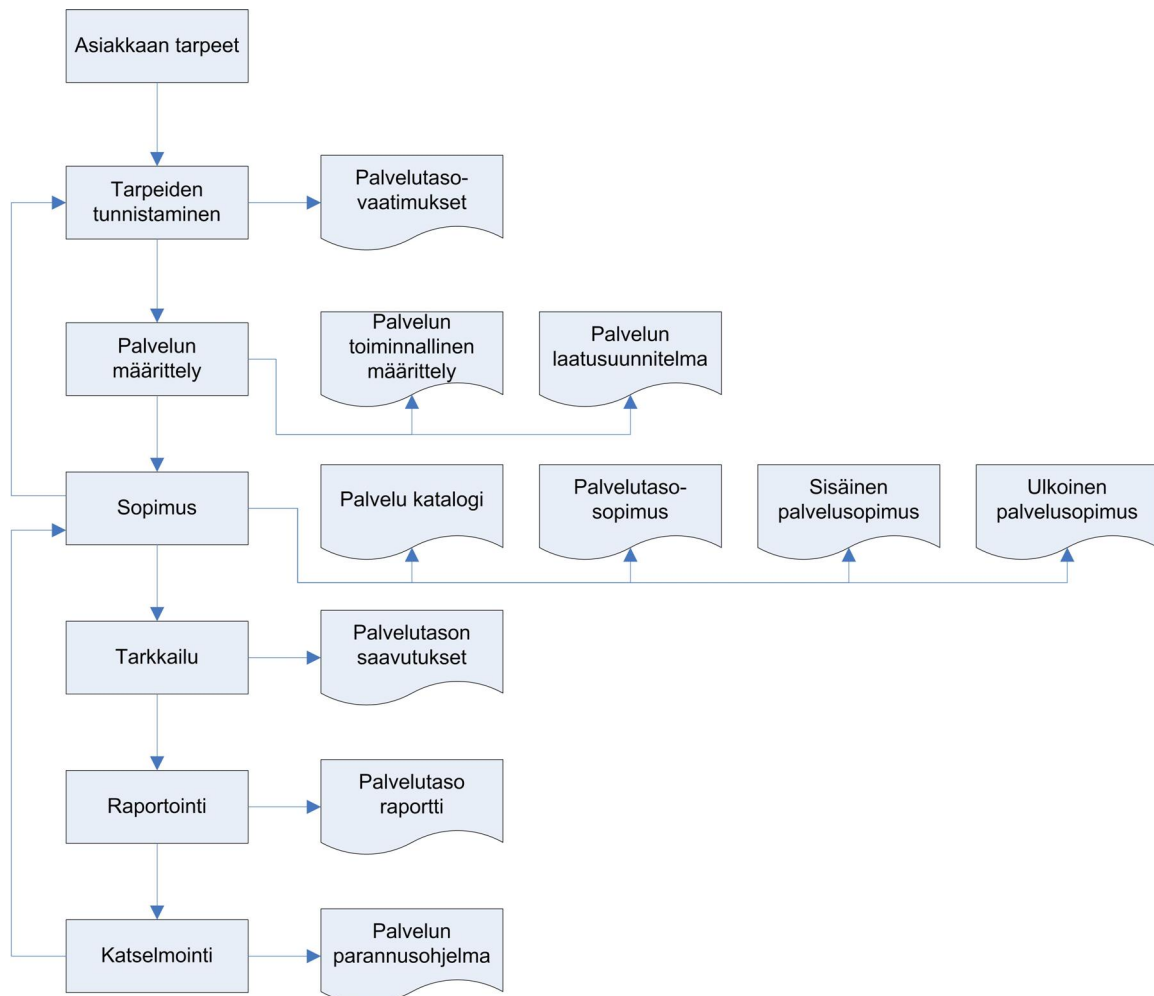 Asiakkaan tarpeet
Tarpeiden
tunnistaminen
Palvelutaso-
vaatimukset
Palvelun
määrittely
Palvelun
toiminnallinen
määrittely
Palvelun
laatusuunnitelma
Sopimus
Palvelu katalogi
Palvelutaso-
sopimus
Sisäinen
palvelusopimus
Ulkoinen
palvelusopimus
Tarkkailu
Palvelutason
saavutukset
Raportointi
Palvelutaso
raportti
Katselmointi
Palvelun
parannusohjelma